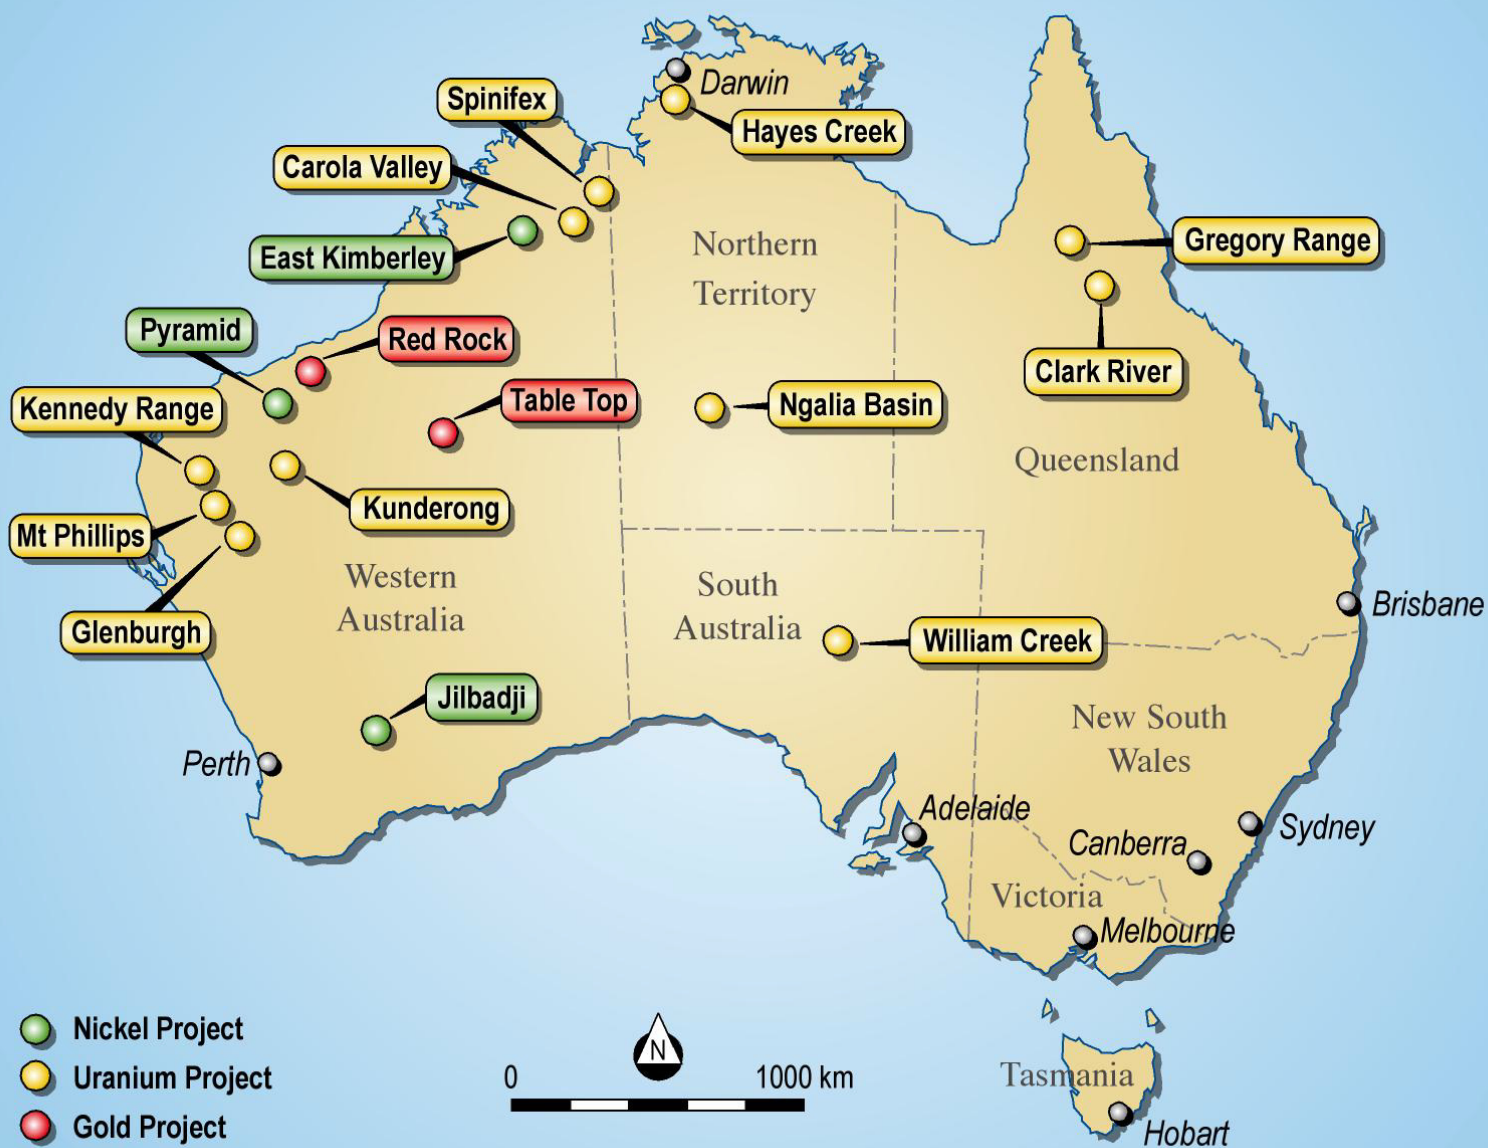 Darwin
Spinifex
Hayes Creek
Carola Valley
East Kimberley
Northern
Territory
Gregory Range
Pyramid
Red Rock
Clark River
Kennedy Range
Table Top
Ngalia Basin
Queensland
Kunderong
Mt Phillips
Western
Australia
South
Australia
Brisbane
Glenburgh
William Creek
Jilbadji
New South
Wales
Perth
Adelaide
Sydney
Canberra
Victoria
Melbourne
Nickel Project
Uranium Project
Gold Project
N
0
1000 km
Tasmania
Hobart